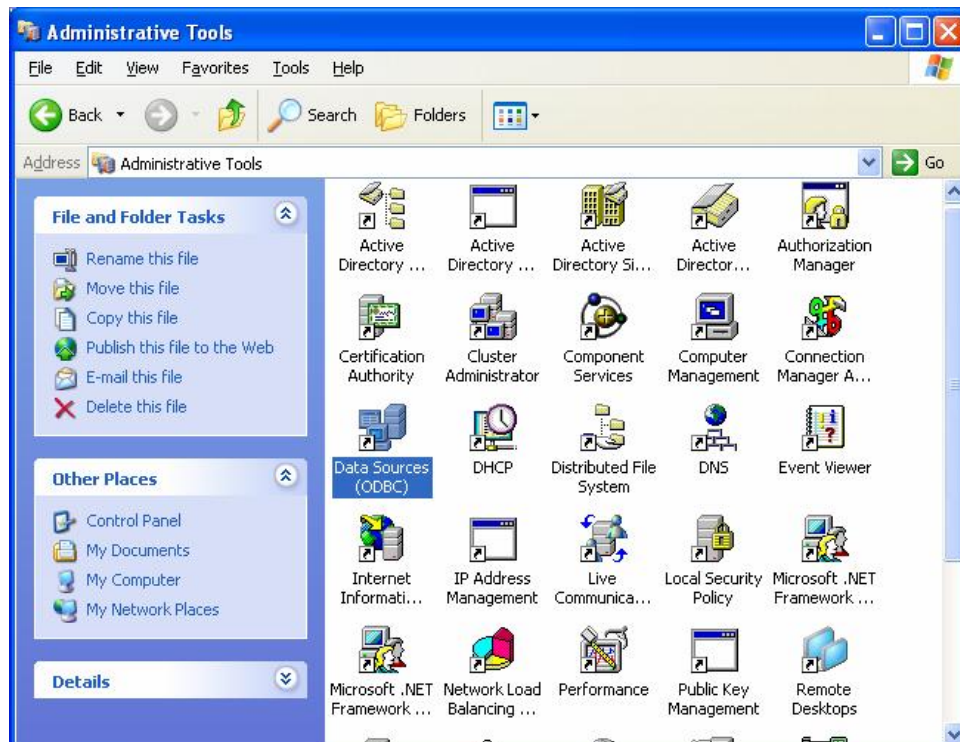 Administrative Tools
File Edit View Favorites Tools Help
Back Search Folders
Address Administrative Tools Go
File and Folder Tasks
Rename this file
Move this file
Copy this file
Publish this file to the Web
E-mail this file
Delete this file
Other Places
Control Panel
My Documents
My Computer
My Network Places
Details
Active Directory ...
Active Directory ...
Active Directory Si...
Active Director...
Authorization Manager
Certification Authority
Cluster Administrator
Component Services
Computer Management
Connection Manager A...
Data Sources (ODBC)
DHCP
Distributed File System
DNS
Event Viewer
Internet Informati...
IP Address Management
Live Communica...
Local Security Policy
Microsoft .NET Framework ...
Microsoft .NET Framework ...
Network Load Balancing ...
Performance
Public Key Management
Remote Desktops